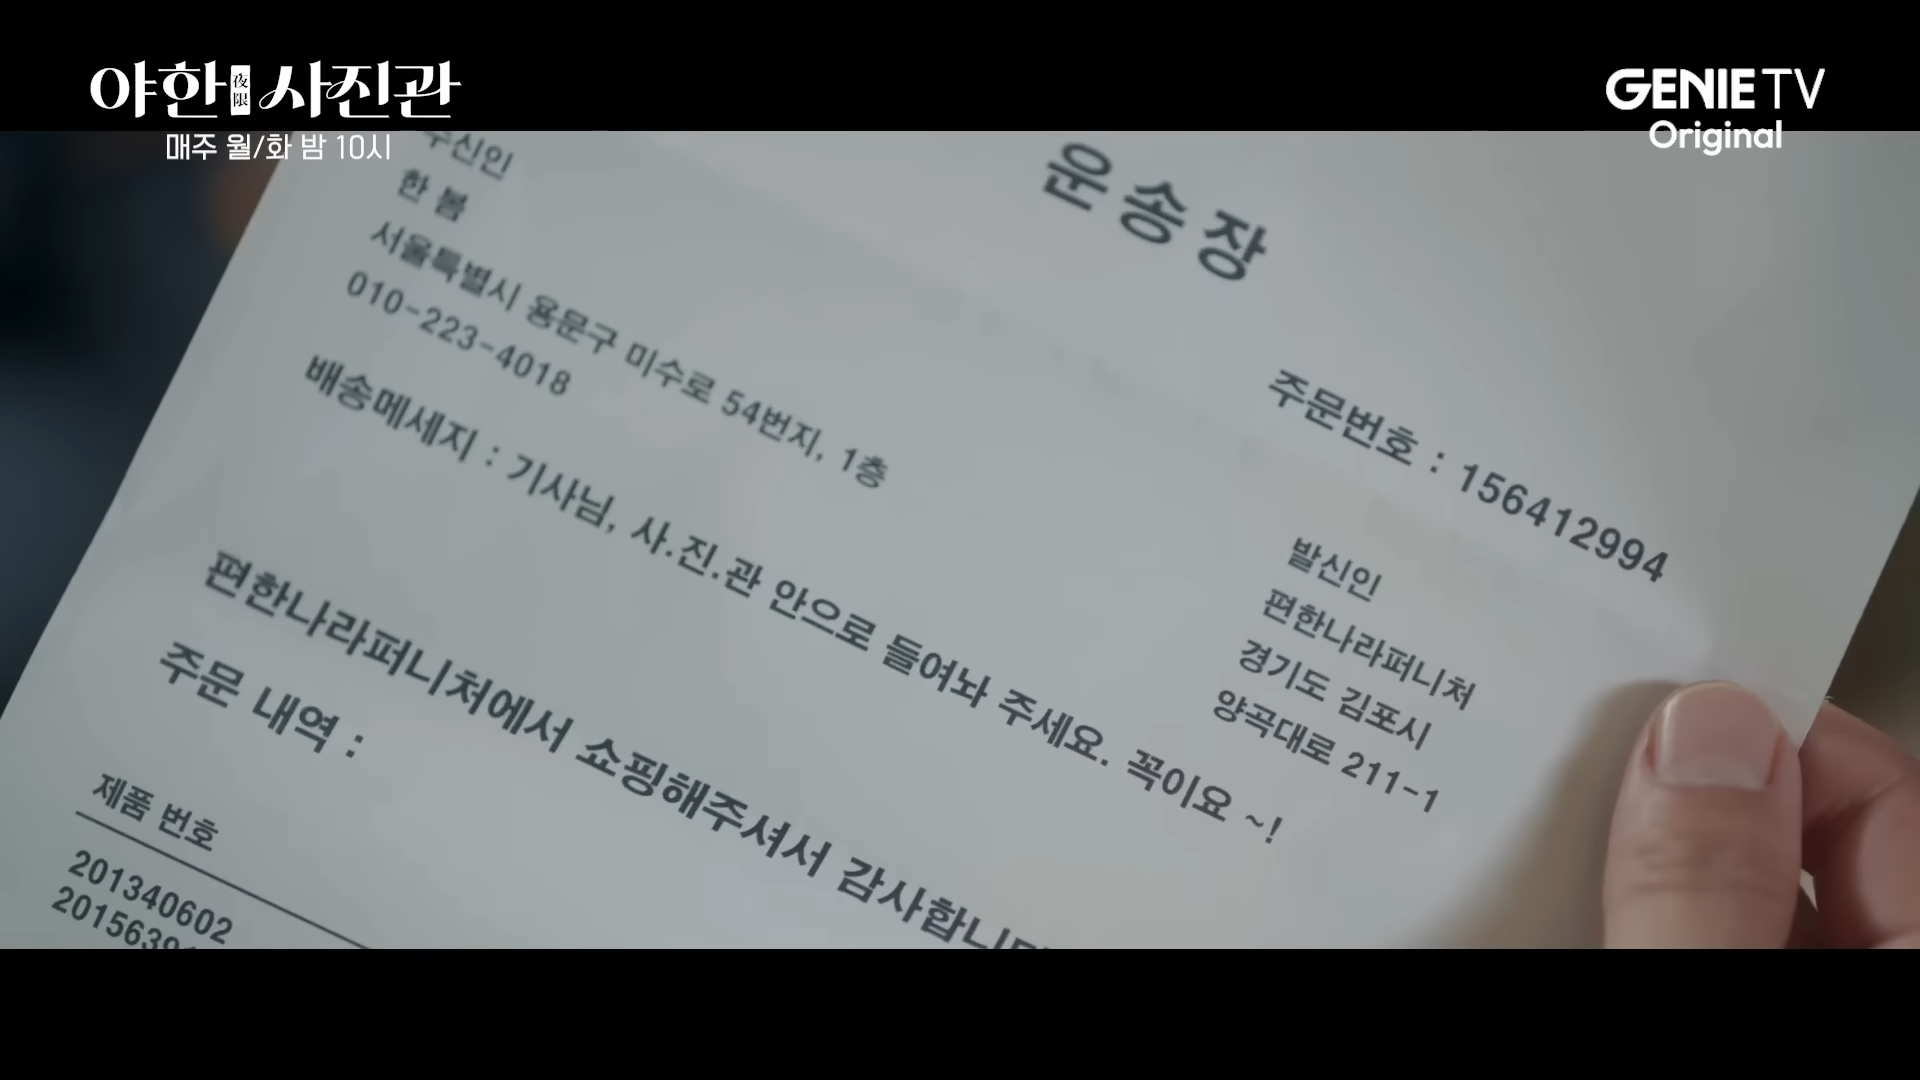 야한夜限사진관
매주 월/화 밤 10시
GENIE TV
Original
운송장
수신인
한 봄
서울특별시 용문구 미수로 54번지, 1층
010-223-4018
주문번호 : 156412994
배송메세지 : 기사님, 사.진.관 안으로 들여놔 주세요. 꼭이요 ~!
발신인
편한나라퍼니처
경기도 김포시
양곡대로 211-1
편한나라퍼니처에서 쇼핑해주셔서 감사합니다
주문 내역 :
제품 번호
201340602